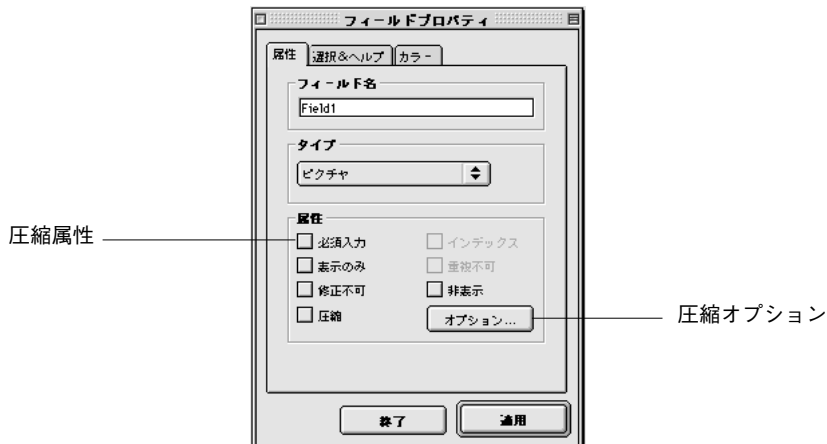 フィールドプロパティ
属性 選択&ヘルプ カラー
フィールド名
Field1
タイプ
ピクチャ
属性
圧縮属性
必須入力 インデックス
表示のみ 重複不可
修正不可 非表示
圧縮 オプション...
圧縮オプション
終了 適用